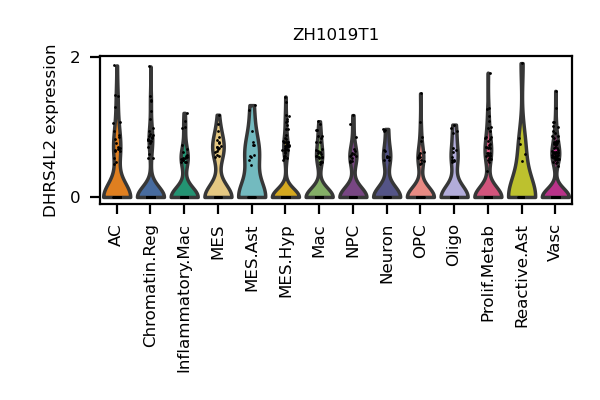 ZH1019T1
DHRS4L2 expression
2
0
AC
Chromatin.Reg
Inflammatory.Mac
MES
MES.Ast
MES.Hyp
Mac
NPC
Neuron
OPC
Oligo
Prolif.Metab
Reactive.Ast
Vasc